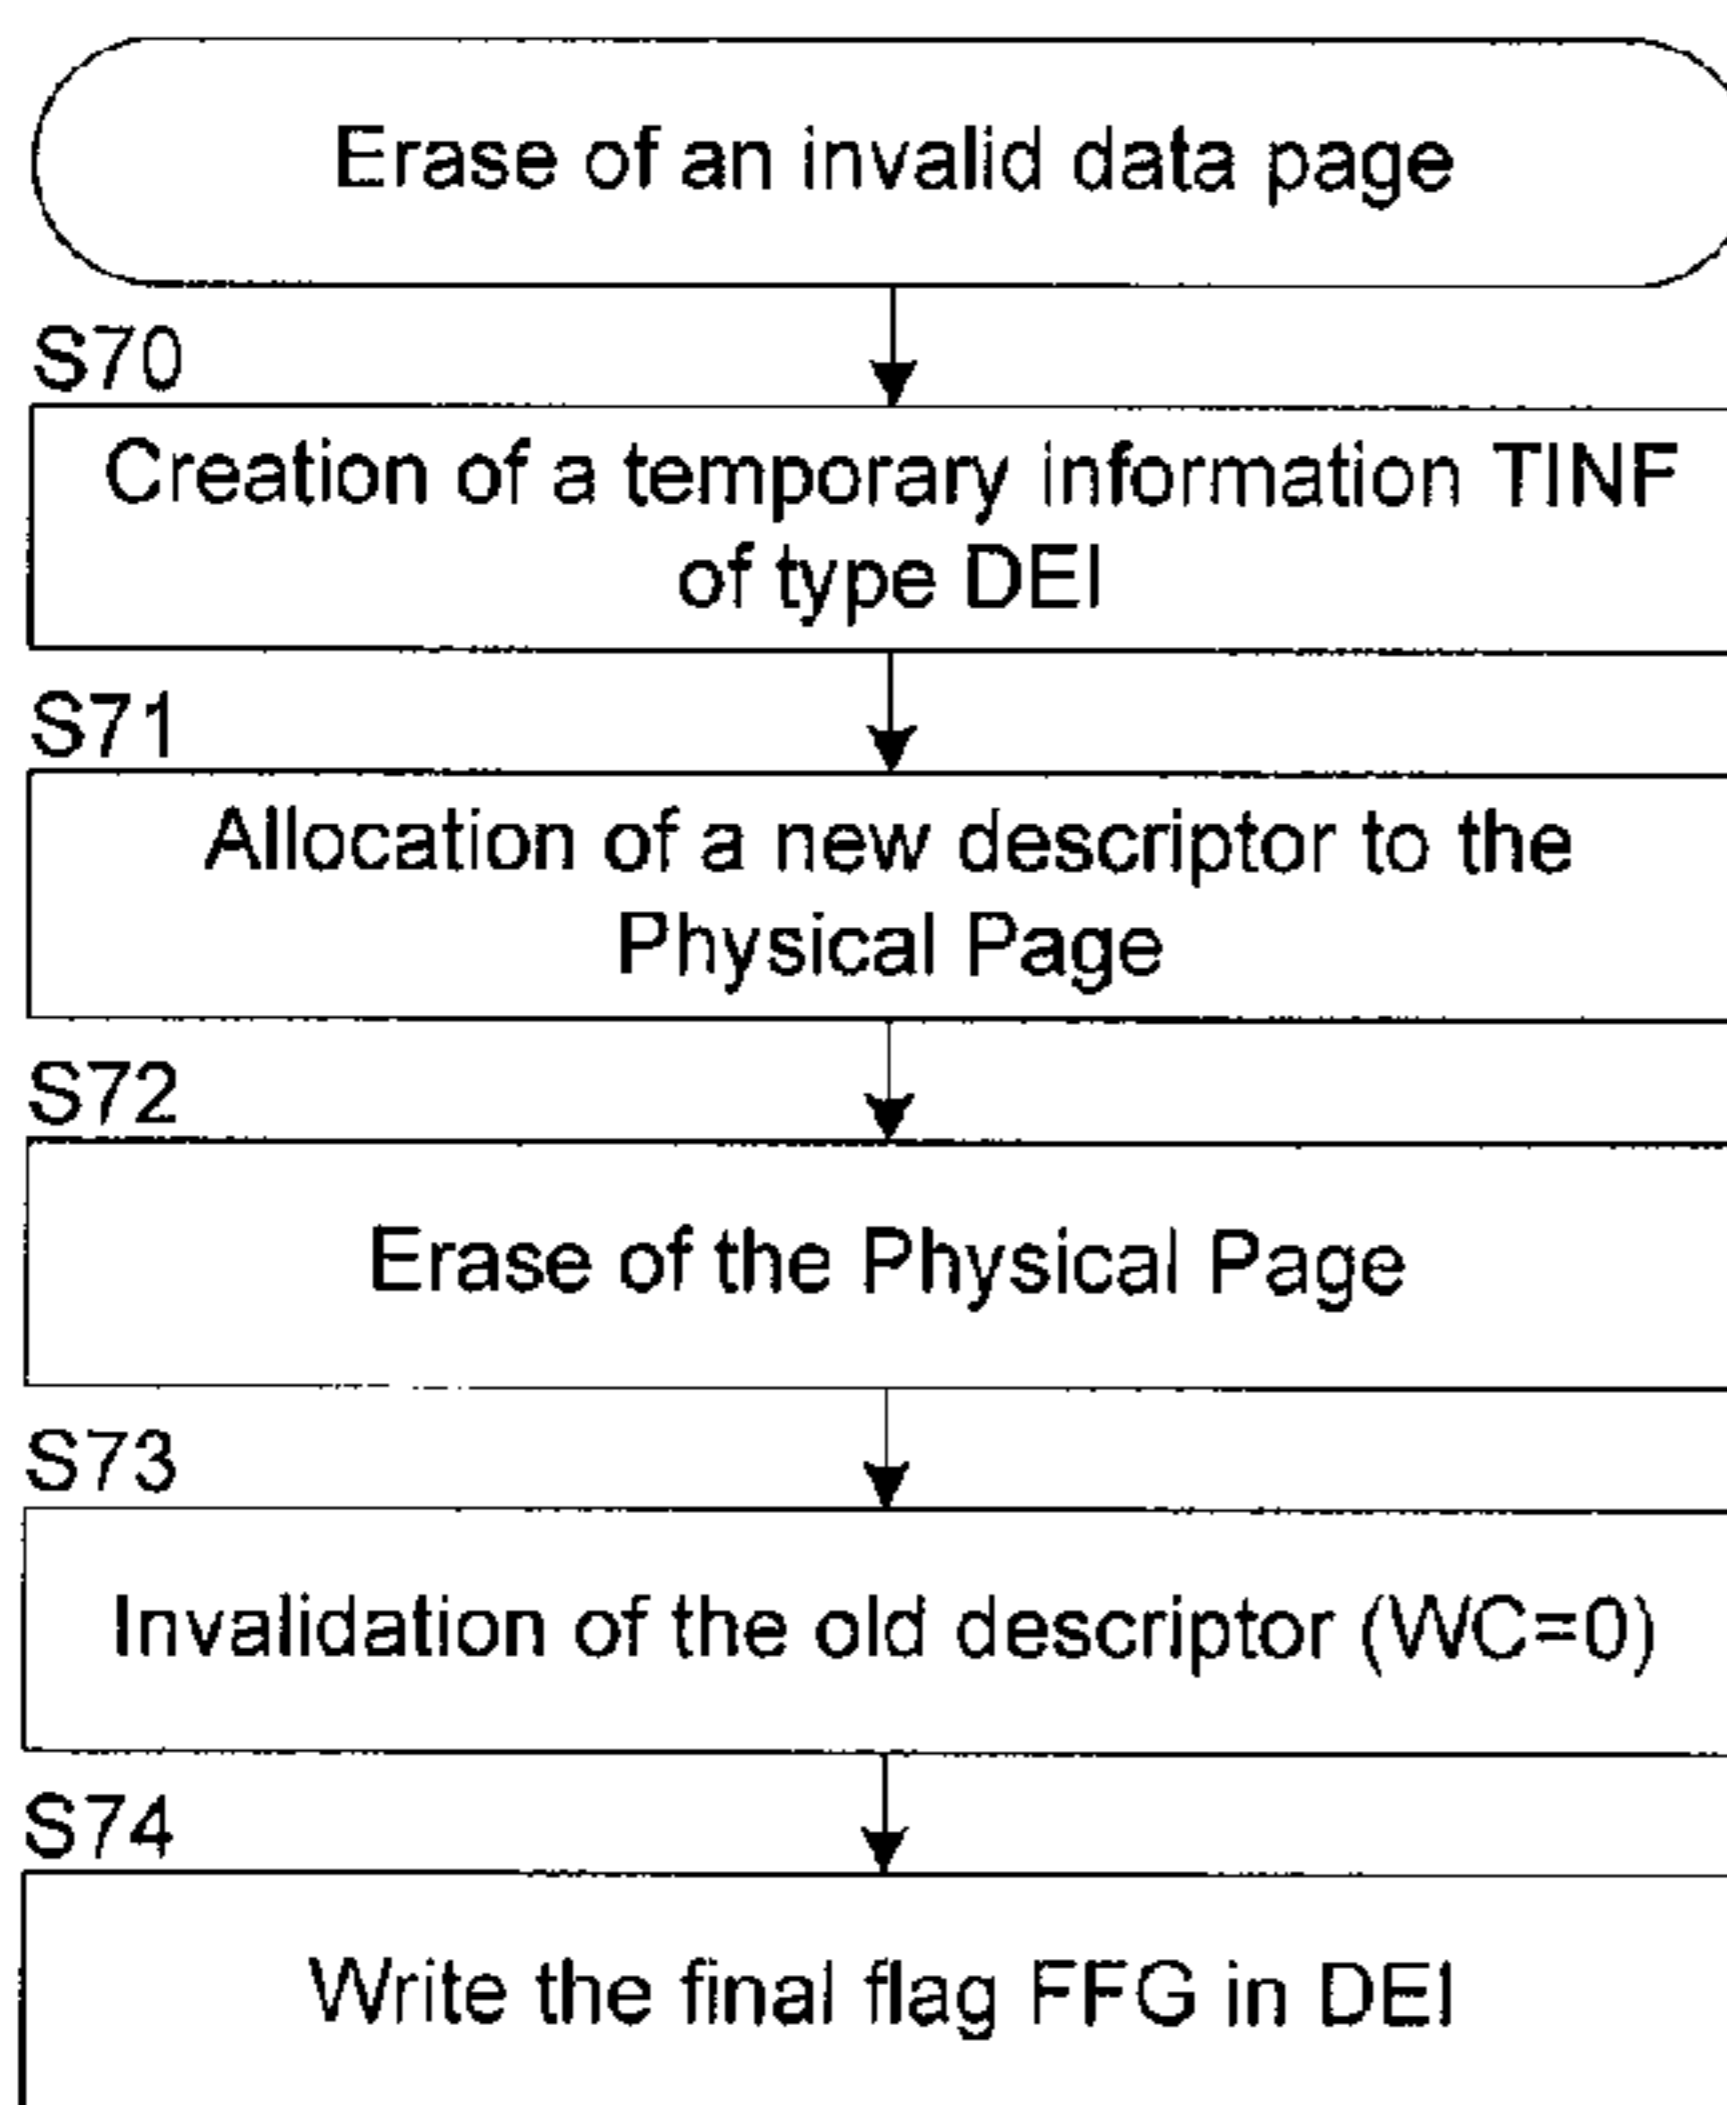 Erase of an invalid data page
S70
Creation of a temporary information TINF
of type DEI
S71
Allocation of a new descriptor to the
Physical Page
S72
Erase of the Physical Page
S73
Invalidation of the old descriptor (WC=0)
S74
Write the final flag FFG in DEI